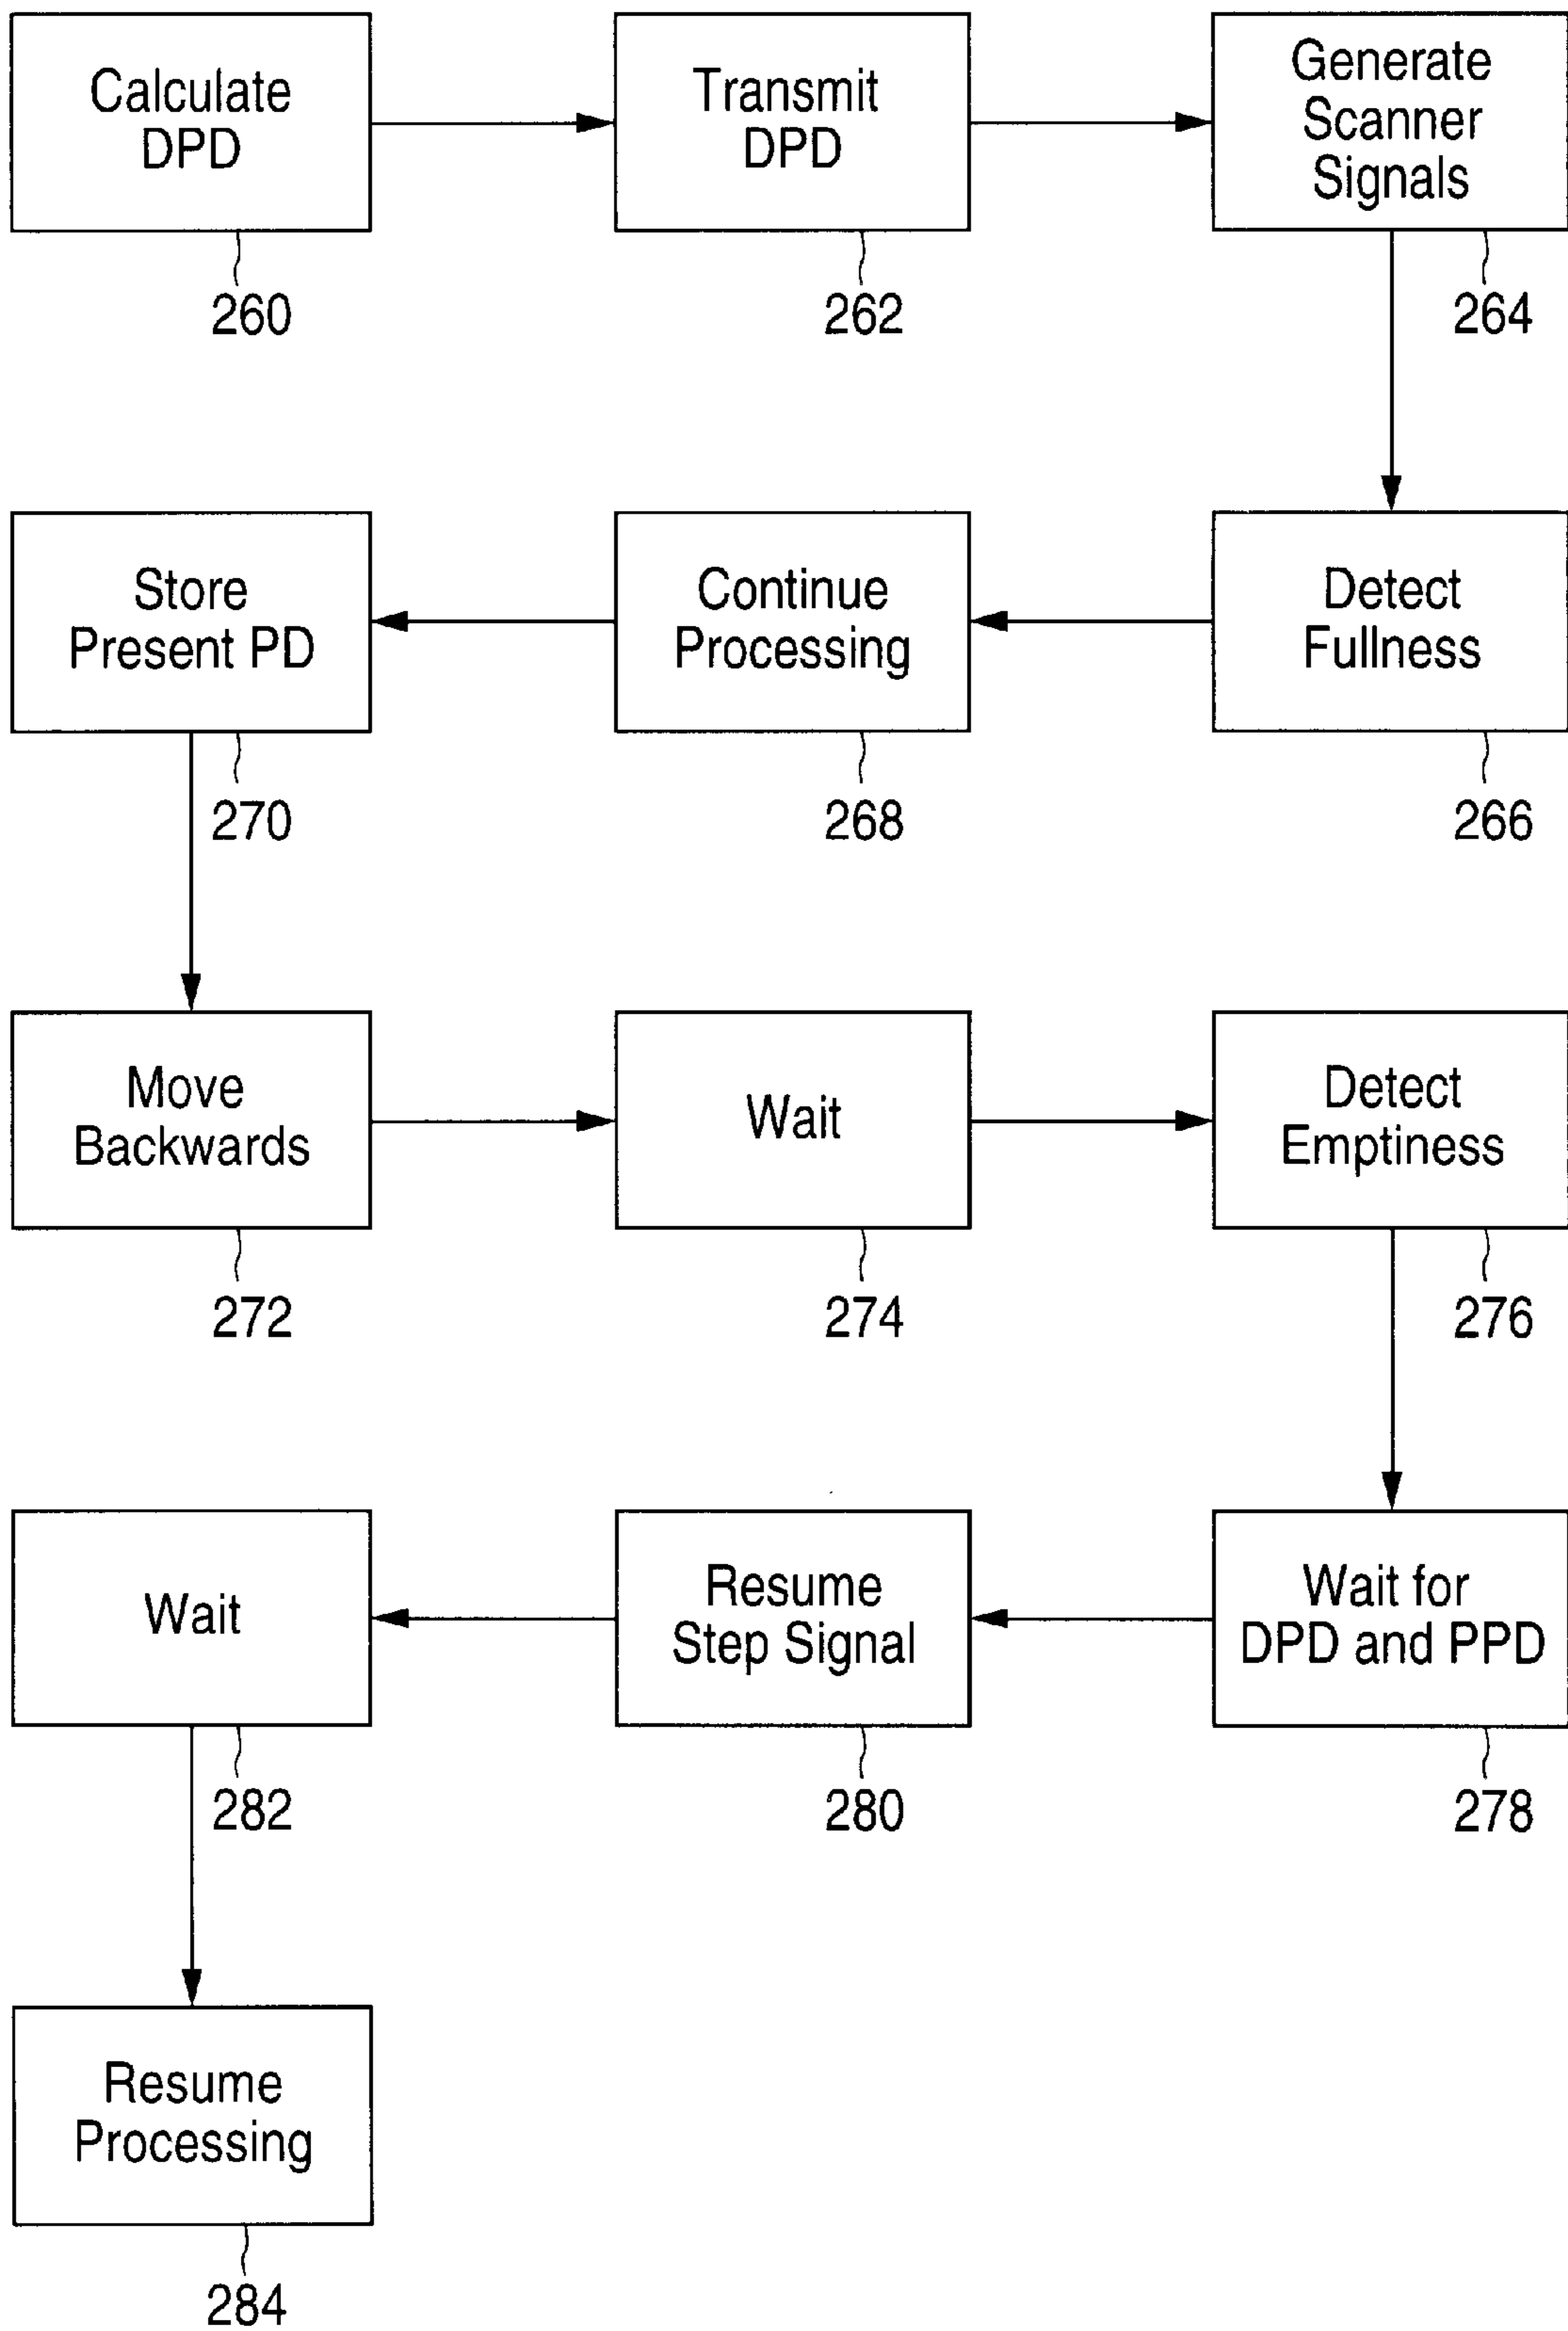 Calculate
DPD
260
Transmit
DPD
262
Generate
Scanner
Signals
264
Detect
Fullness
266
Continue
Processing
268
Store
Present PD
270
Move
Backwards
272
Wait
274
Detect
Emptiness
276
Wait for
DPD and PPD
278
Resume
Step Signal
280
Wait
282
Resume
Processing
284